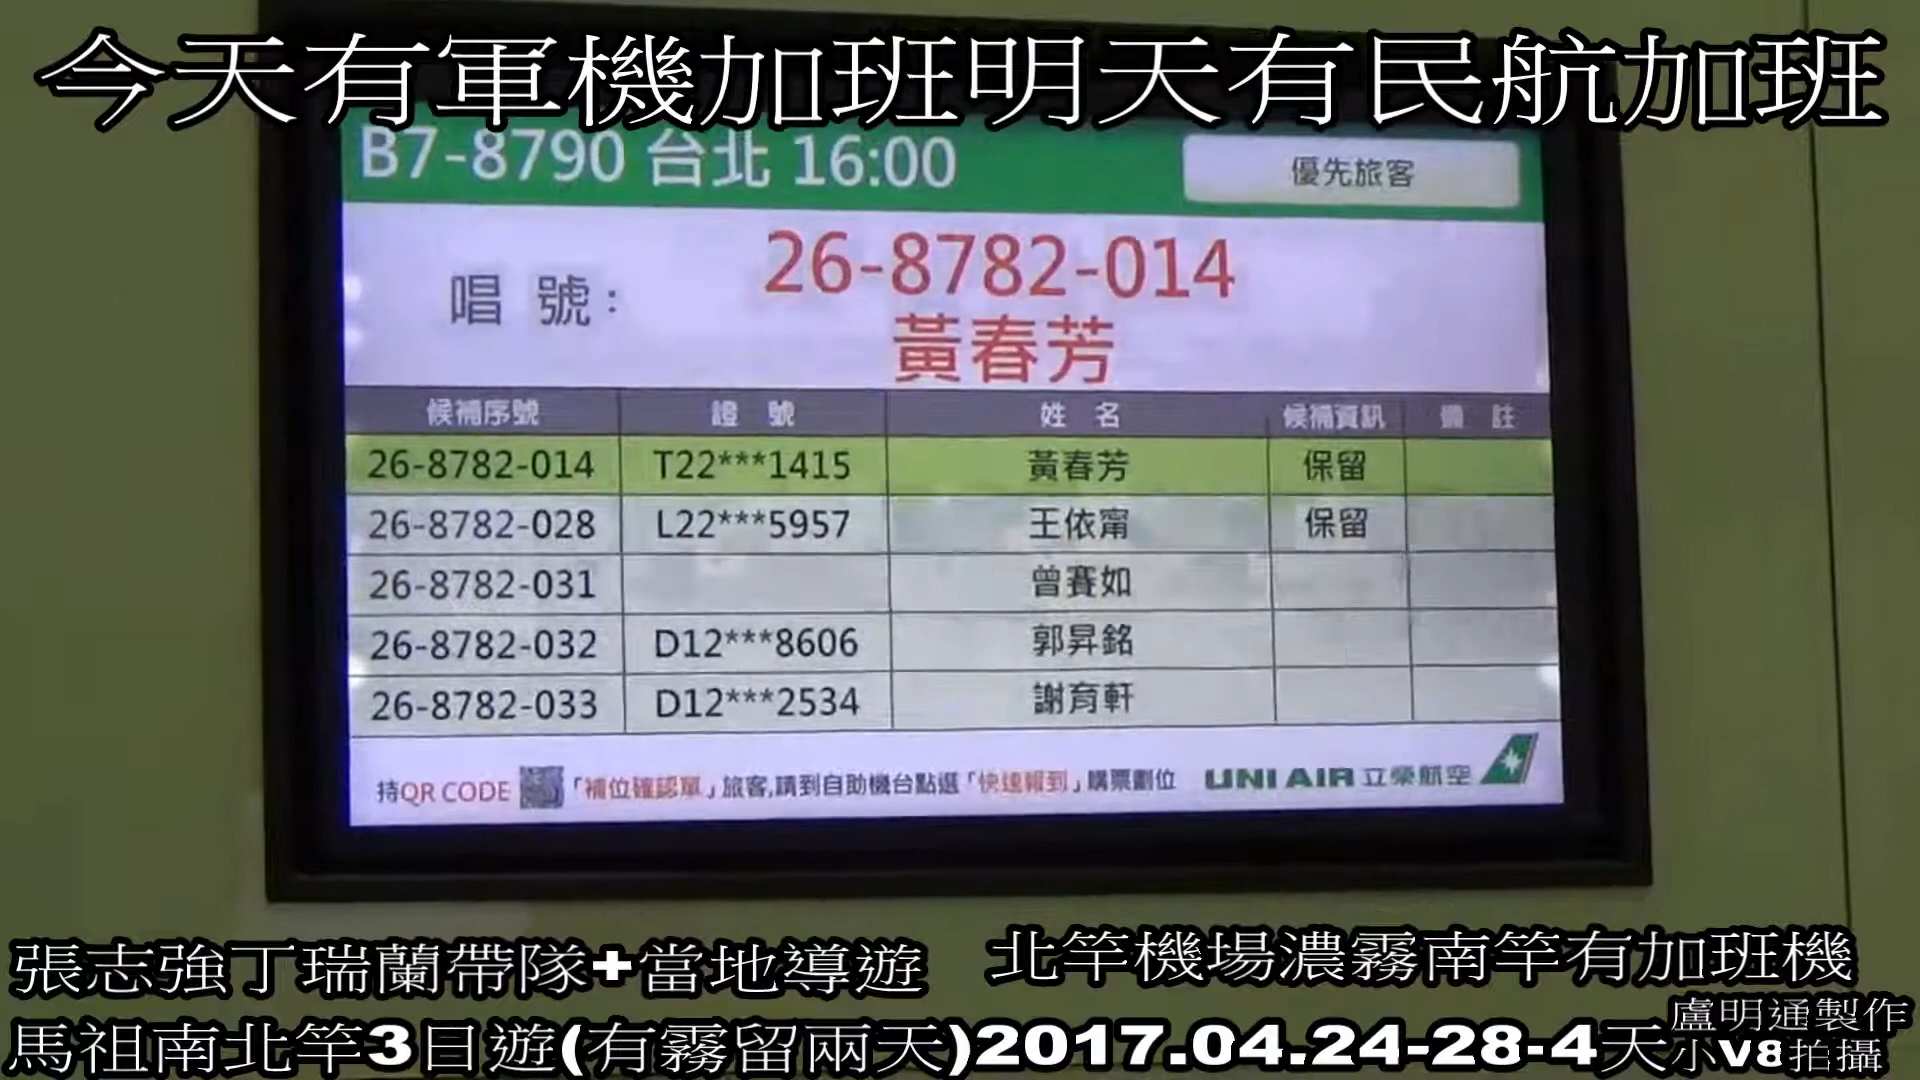 今天有軍機加班明天有民航加班
B7-8790 台北 16:00
優先旅客
唱 號：
26-8782-014
黃春芳
候補序號 證 號 姓 名 候補資訊 備 註
26-8782-014 T22***1415 黃春芳 保留
26-8782-028 L22***5957 王依甯 保留
26-8782-031 曾賽如
26-8782-032 D12***8606 郭昇銘
26-8782-033 D12***2534 謝育軒
持QR CODE「補位確認單」旅客,請到自助機台點選「快速報到」購票劃位 UNI AIR 立榮航空
張志強丁瑞蘭帶隊+當地導遊 北竿機場濃霧南竿有加班機
馬祖南北竿3日遊(有霧留兩天)2017.04.24-28-4天
盧明通製作
小v8拍攝